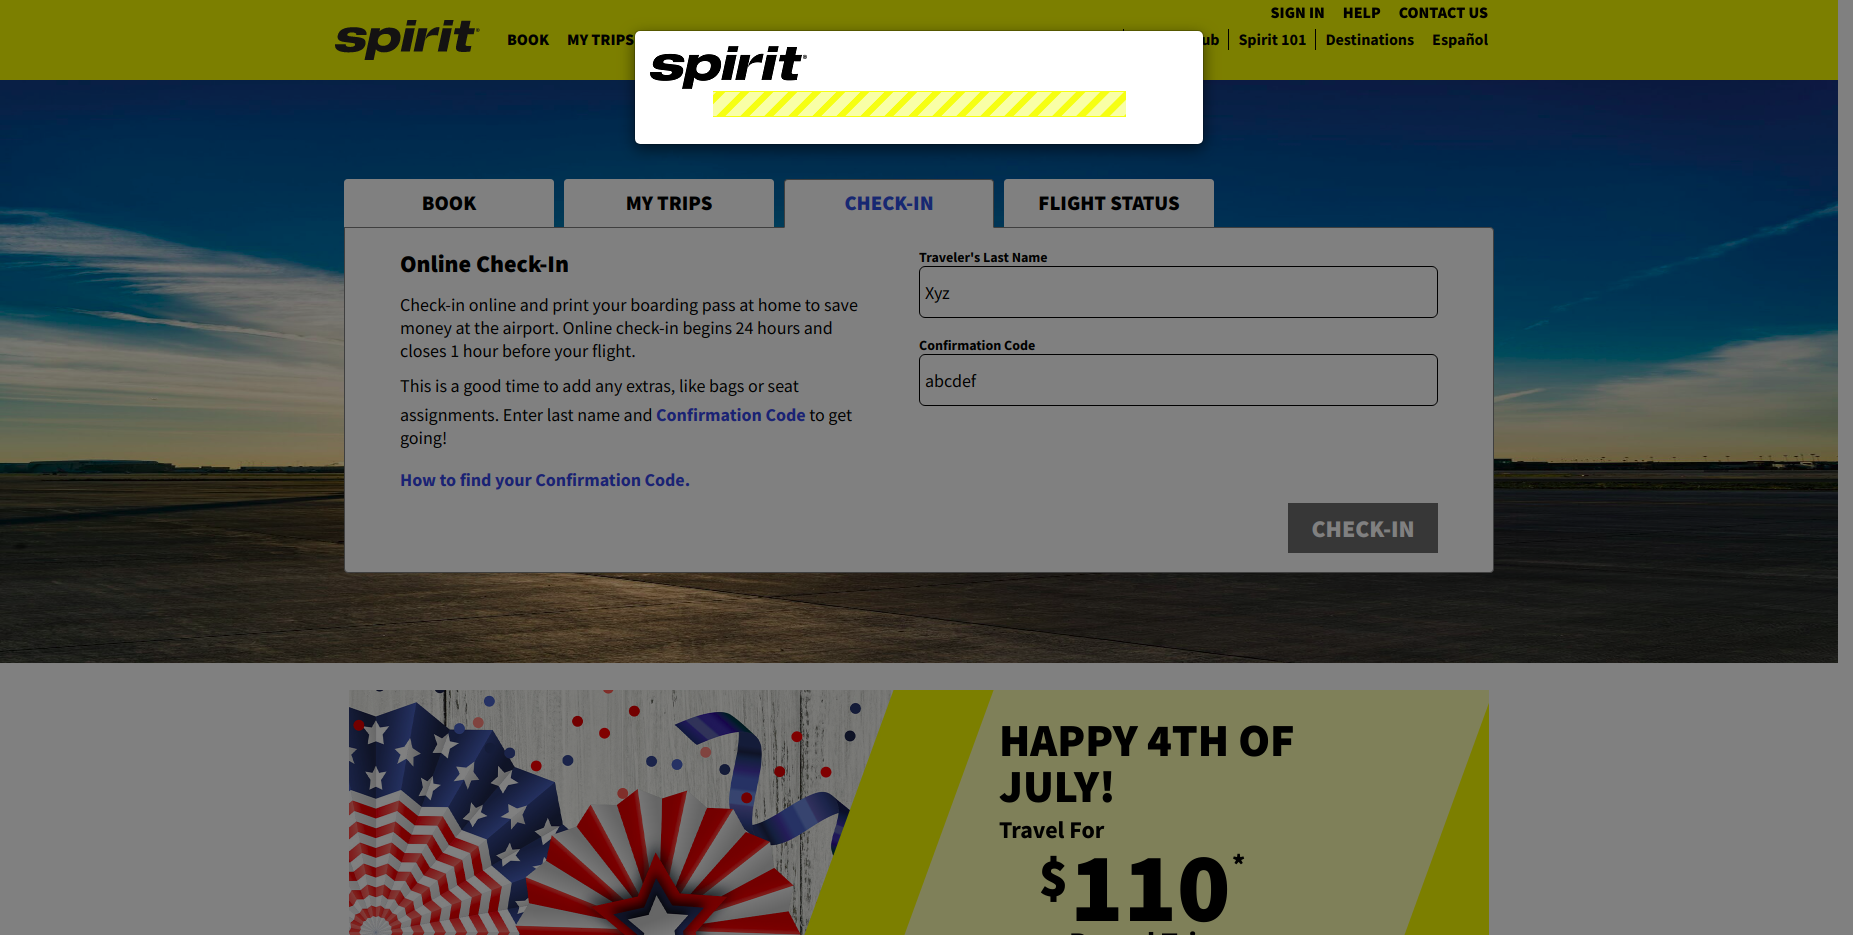 SIGN IN HELP CONTACT US
spirit BOOK MY TRIPS
ub Spirit 101 Destinations Español
spirit
BOOK MY TRIPS CHECK-IN FLIGHT STATUS
Online Check-In
Check-in online and print your boarding pass at home to save
money at the airport. Online check-in begins 24 hours and
closes 1 hour before your flight.
This is a good time to add any extras, like bags or seat
assignments. Enter last name and Confirmation Code to get
going!
How to find your Confirmation Code.
Traveler's Last Name
Xyz
Confirmation Code
abcdef
CHECK-IN
HAPPY 4TH OF
JULY!
Travel For
$110*